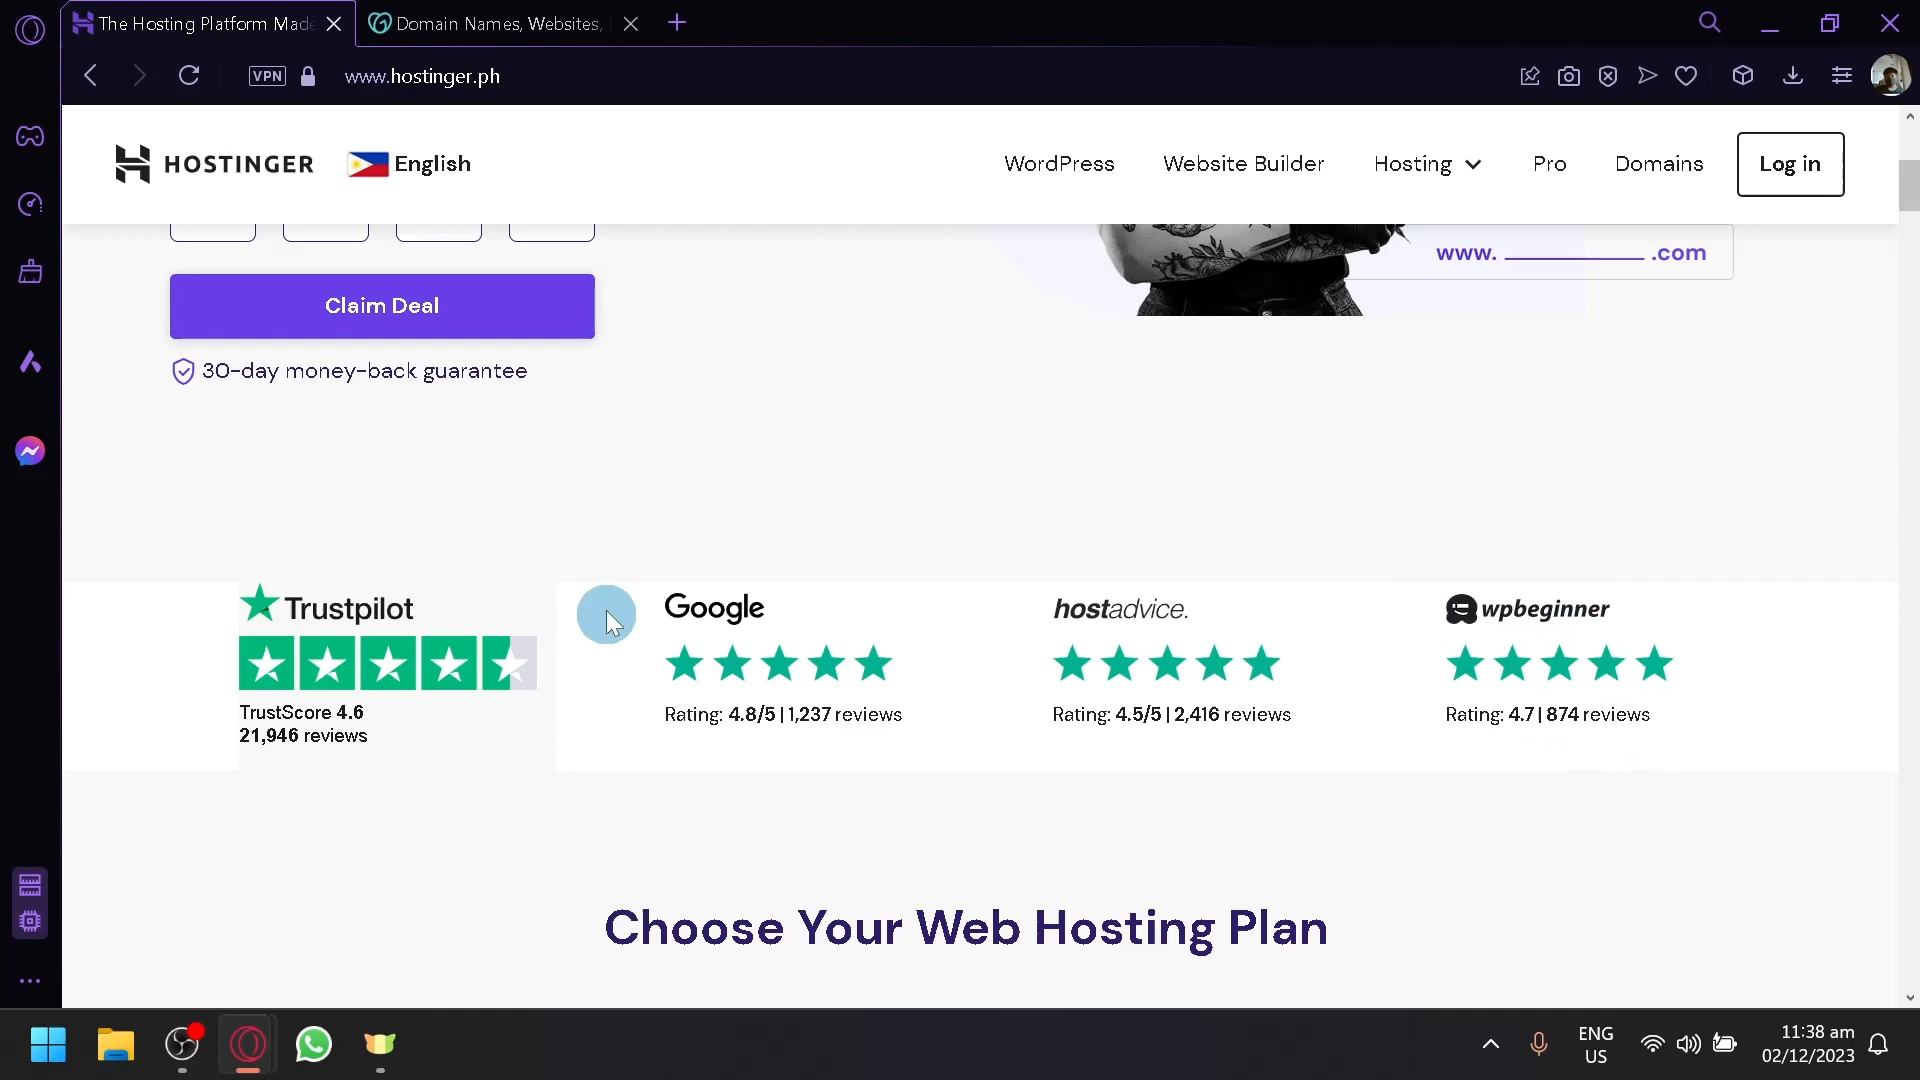 The Hosting Platform Made
Domain Names, Websites,
VPN
www.hostinger.ph
HOSTINGER
English
WordPress
Website Builder
Hosting
Pro
Domains
Log in
www. ____________ .com
Claim Deal
30-day money-back guarantee
Trustpilot
TrustScore 4.6
21,946 reviews
Google
Rating: 4.8/5 | 1,237 reviews
hostadvice.
Rating: 4.5/5 | 2,416 reviews
wpbeginner
Rating: 4.7 | 874 reviews
Choose Your Web Hosting Plan
ENG
US
11:38 am
02/12/2023